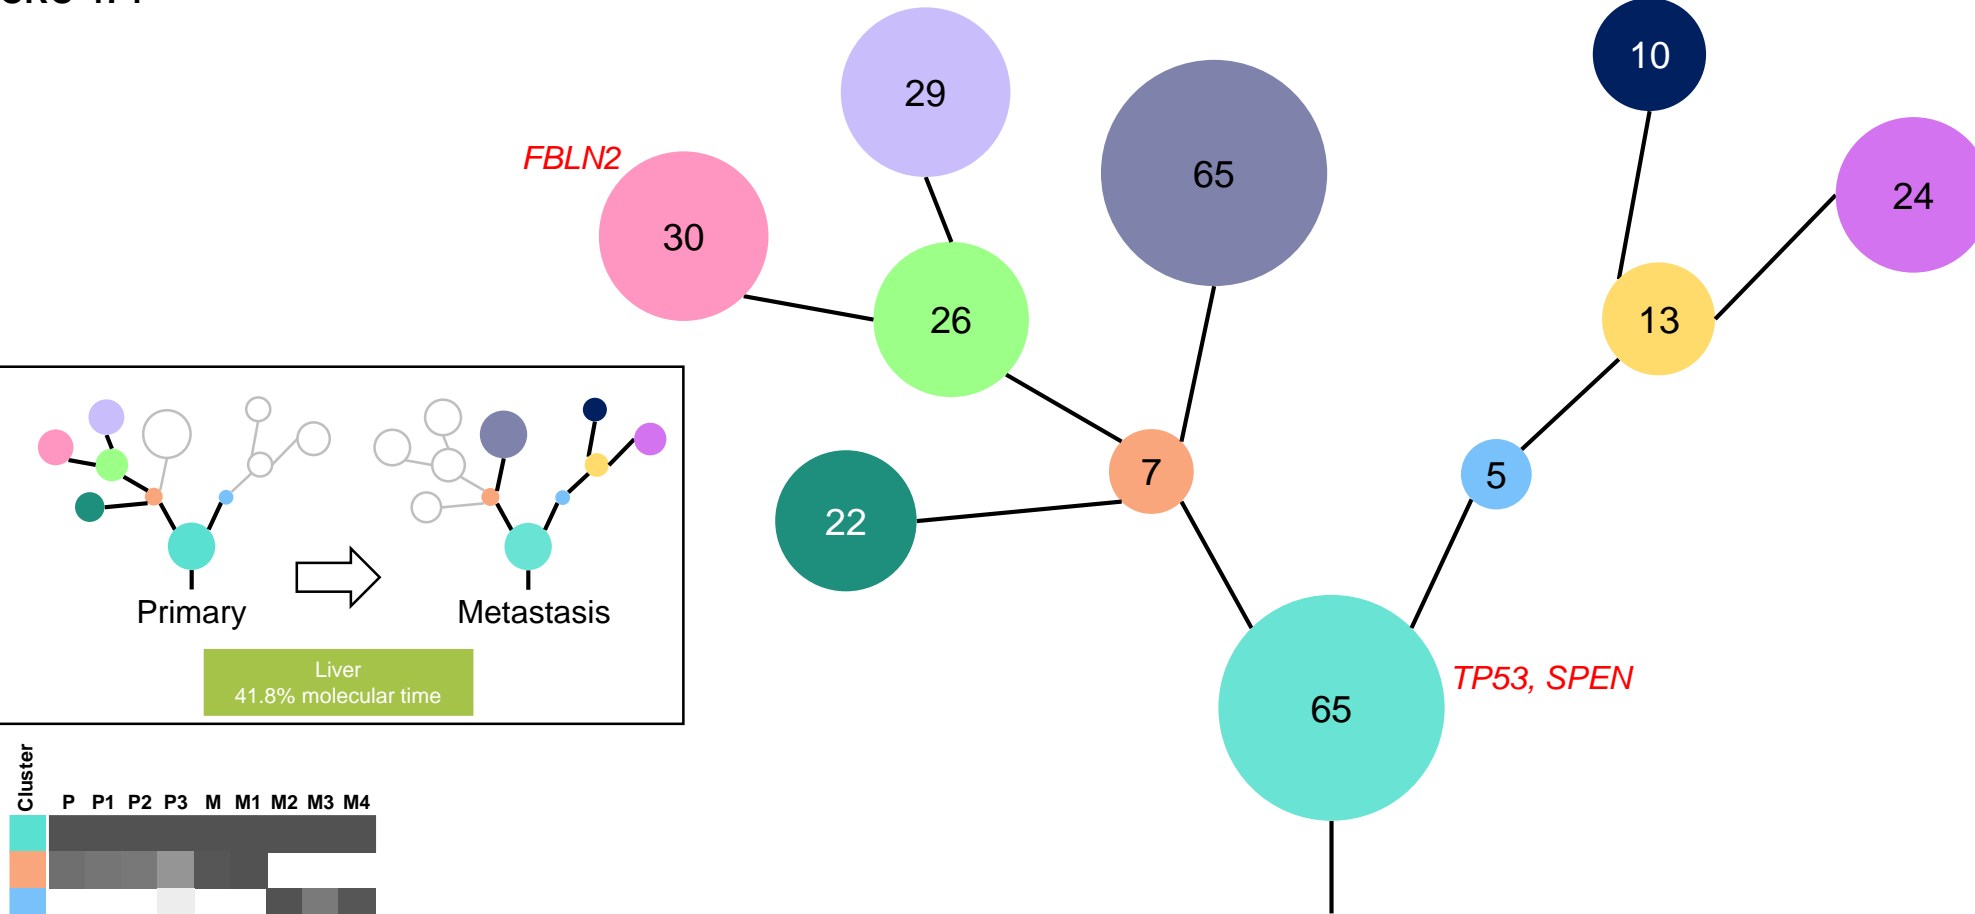 10
29
65
FBLN2
24
30
26
13
7
5
22
Primary
Metastasis
Liver
41.8% molecular time
TP53, SPEN
65
Cluster
P P1 P2 P3 M M1 M2 M3 M4